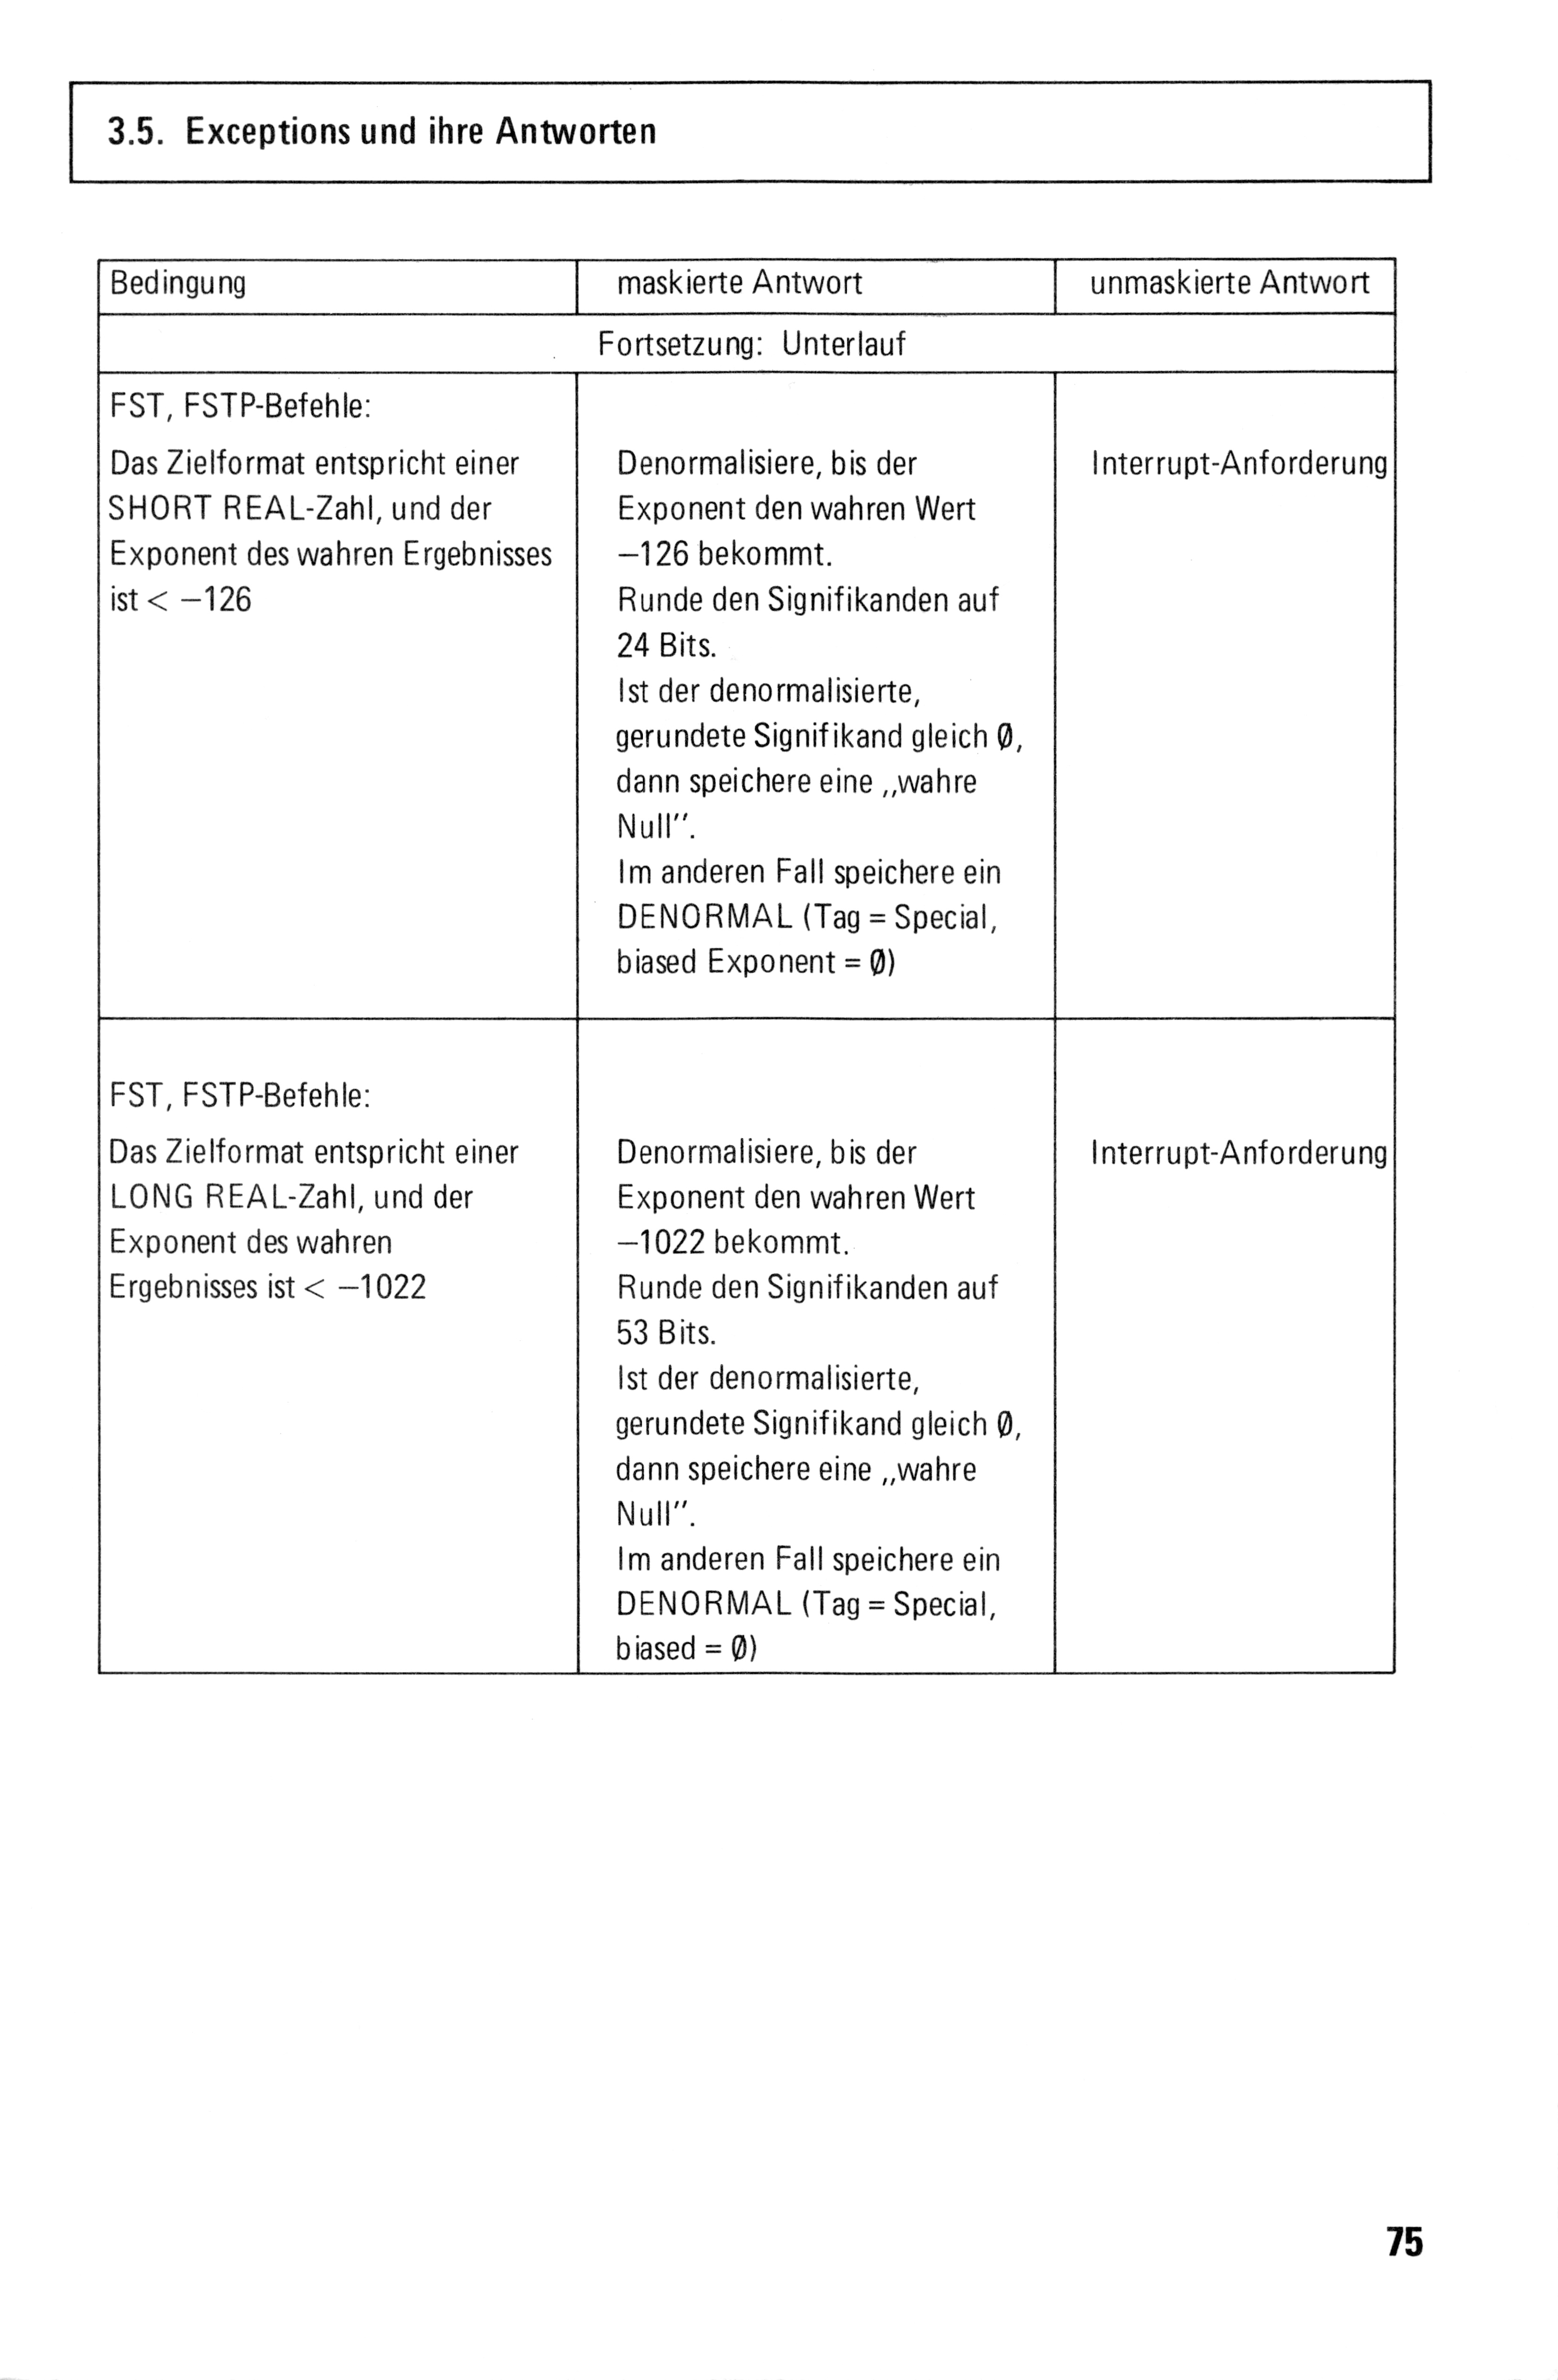 3.5. Exceptions und ihre Antworten
Bedingung
maskierte Antwort
unmaskierte Antwort
Fortsetzung: Unterlauf
FST, FSTP-Befehle:
Das Zielformat entspricht einer
SHORT REAL-Zahl, und der
Exponent des wahren Ergebnisses
ist < −126
Denormalisiere, bis der
Exponent den wahren Wert
−126 bekommt.
Runde den Signifikanden auf
24 Bits.
Ist der denormalisierte,
gerundete Signifikand gleich Ø,
dann speichere eine ,,wahre
Null″.
Im anderen Fall speichere ein
DENORMAL (Tag = Special,
biased Exponent = Ø)
Interrupt-Anforderung
FST, FSTP-Befehle:
Das Zielformat entspricht einer
LONG REAL-Zahl, und der
Exponent des wahren
Ergebnisses ist < −1022
Denormalisiere, bis der
Exponent den wahren Wert
−1022 bekommt.
Runde den Signifikanden auf
53 Bits.
Ist der denormalisierte,
gerundete Signifikand gleich Ø,
dann speichere eine ,,wahre
Null″.
Im anderen Fall speichere ein
DENORMAL (Tag = Special,
biased = Ø)
Interrupt-Anforderung
75